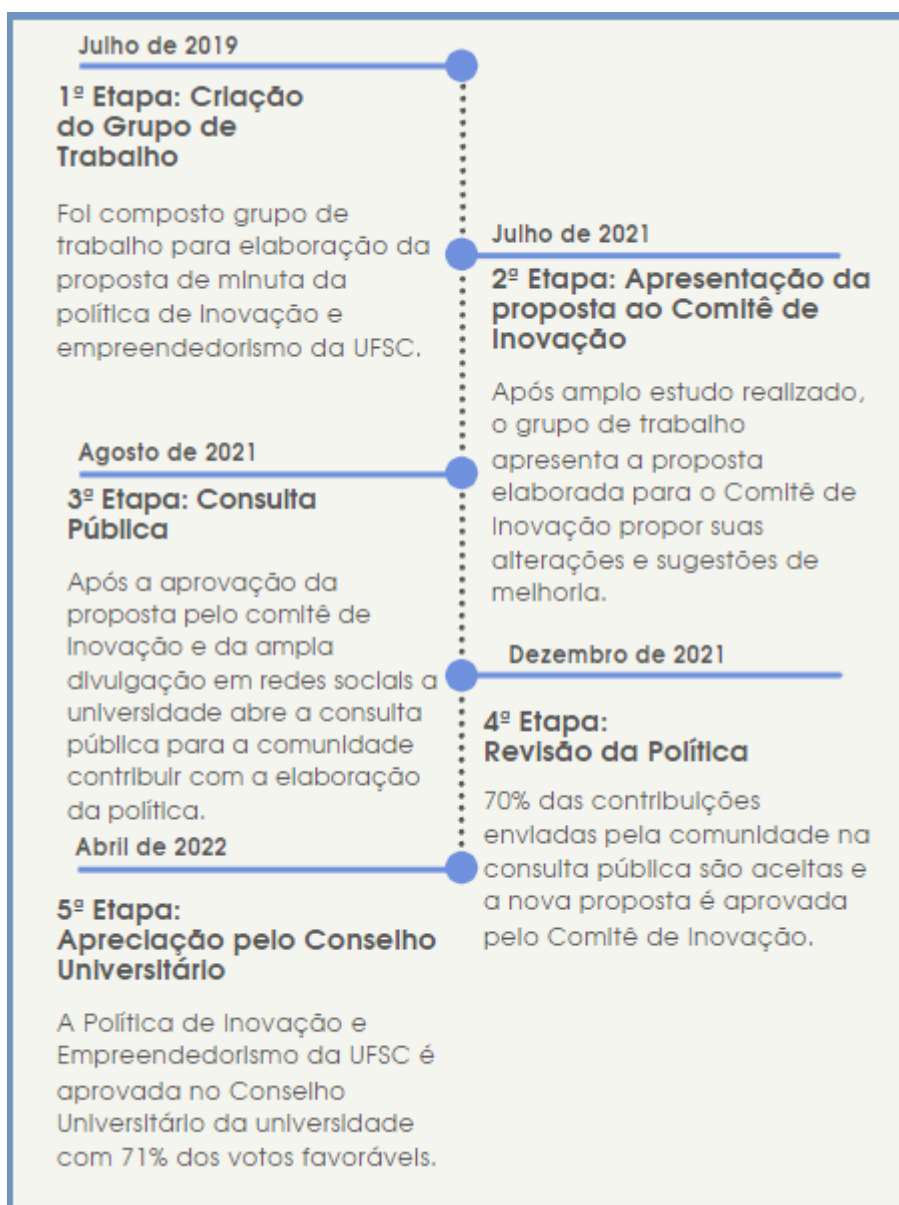 Julho de 2019
1ª Etapa: Criação
do Grupo de
Trabalho
Foi composto grupo de
trabalho para elaboração da
proposta de minuta da
política de inovação e
empreendedorismo da UFSC.
Julho de 2021
2ª Etapa: Apresentação da
proposta ao Comitê de
Inovação
Após amplo estudo realizado,
o grupo de trabalho
apresenta a proposta
elaborada para o Comitê de
Inovação propor suas
alterações e sugestões de
melhoria.
Agosto de 2021
3ª Etapa: Consulta
Pública
Após a aprovação da
proposta pelo comitê de
Inovação e da ampla
divulgação em redes sociais a
universidade abre a consulta
pública para a comunidade
contribuir com a elaboração
da política.
Dezembro de 2021
4ª Etapa:
Revisão da Política
70% das contribuições
enviadas pela comunidade na
consulta pública são aceitas e
a nova proposta é aprovada
pelo Comitê de Inovação.
Abril de 2022
5ª Etapa:
Apreciação pelo Conselho
Universitário
A Política de Inovação e
Empreendedorismo da UFSC é
aprovada no Conselho
Universitário da universidade
com 71% dos votos favoráveis.